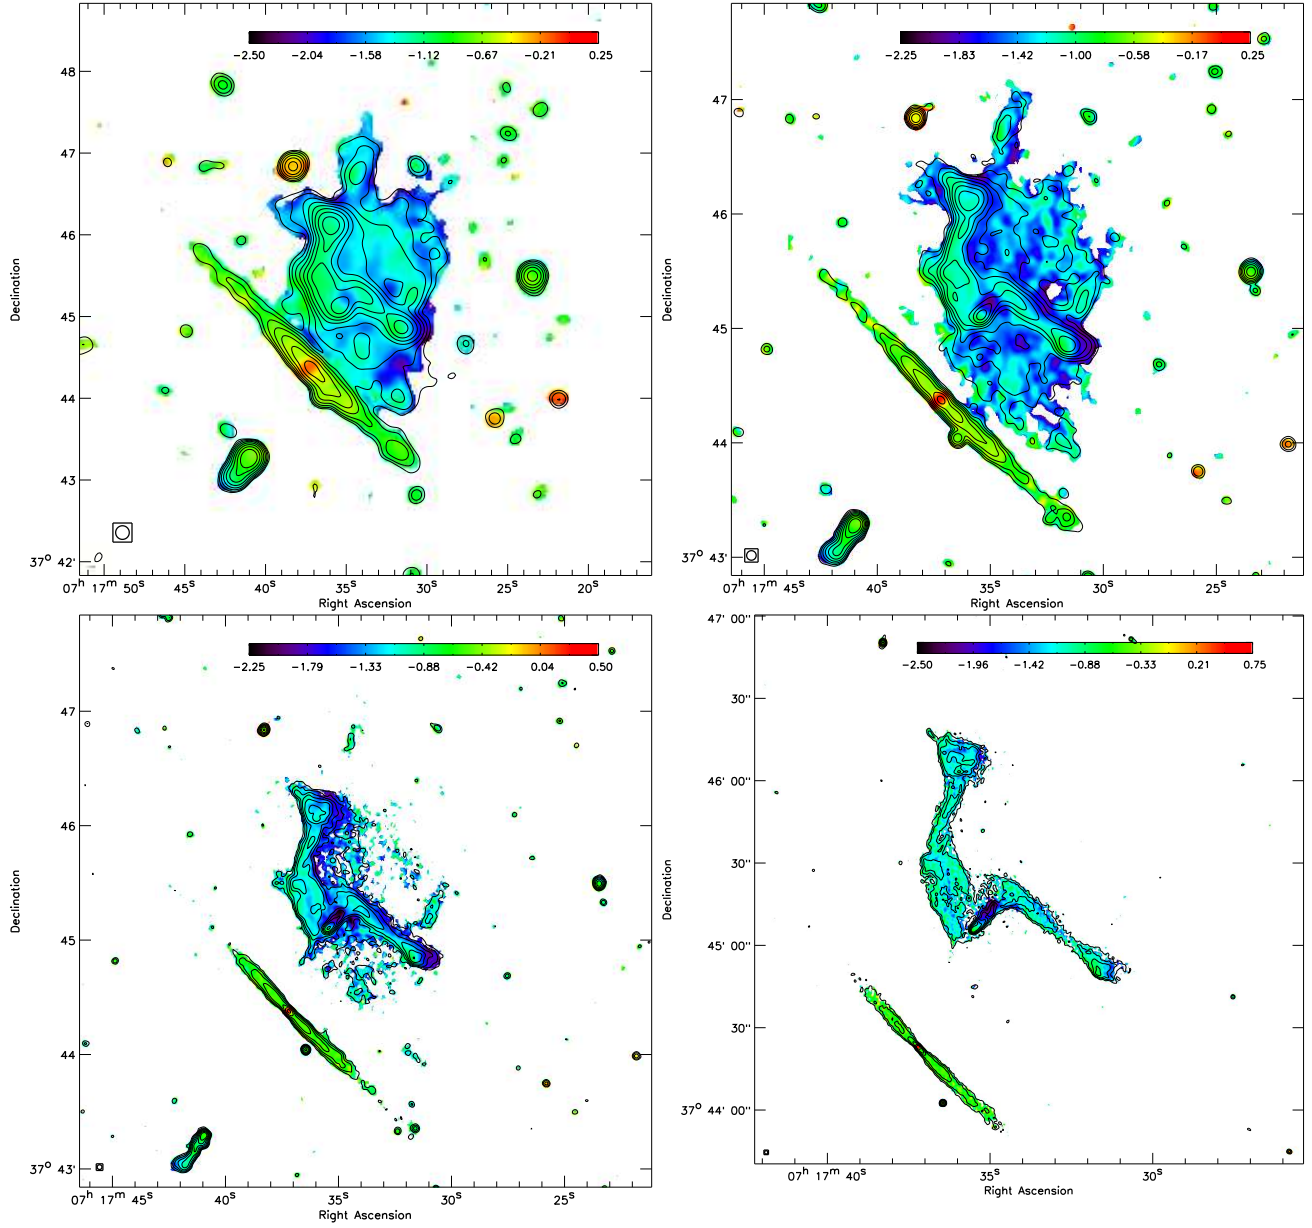 −2.50 −2.04 −1.58 −1.12 −0.67 −0.21 0.25
48
47
46
45
44
43
37° 42'
Declination
07ʰ 17ᵐ 50ˢ 45ˢ 40ˢ 35ˢ 30ˢ 25ˢ 20ˢ
Right Ascension
−2.25 −1.83 −1.42 −1.00 −0.58 −0.17 0.25
47
46
45
44
37° 43'
Declination
07ʰ 17ᵐ 45ˢ 40ˢ 35ˢ 30ˢ 25ˢ
Right Ascension
−2.25 −1.79 −1.33 −0.88 −0.42 0.04 0.50
47
46
45
44
37° 43'
Declination
07ʰ 17ᵐ 45ˢ 40ˢ 35ˢ 30ˢ 25ˢ
Right Ascension
−2.50 −1.96 −1.42 −0.88 −0.33 0.21 0.75
47' 00"
30"
46' 00"
30"
45' 00"
30"
37° 44' 00"
Declination
07ʰ 17ᵐ 40ˢ 35ˢ 30ˢ
Right Ascension